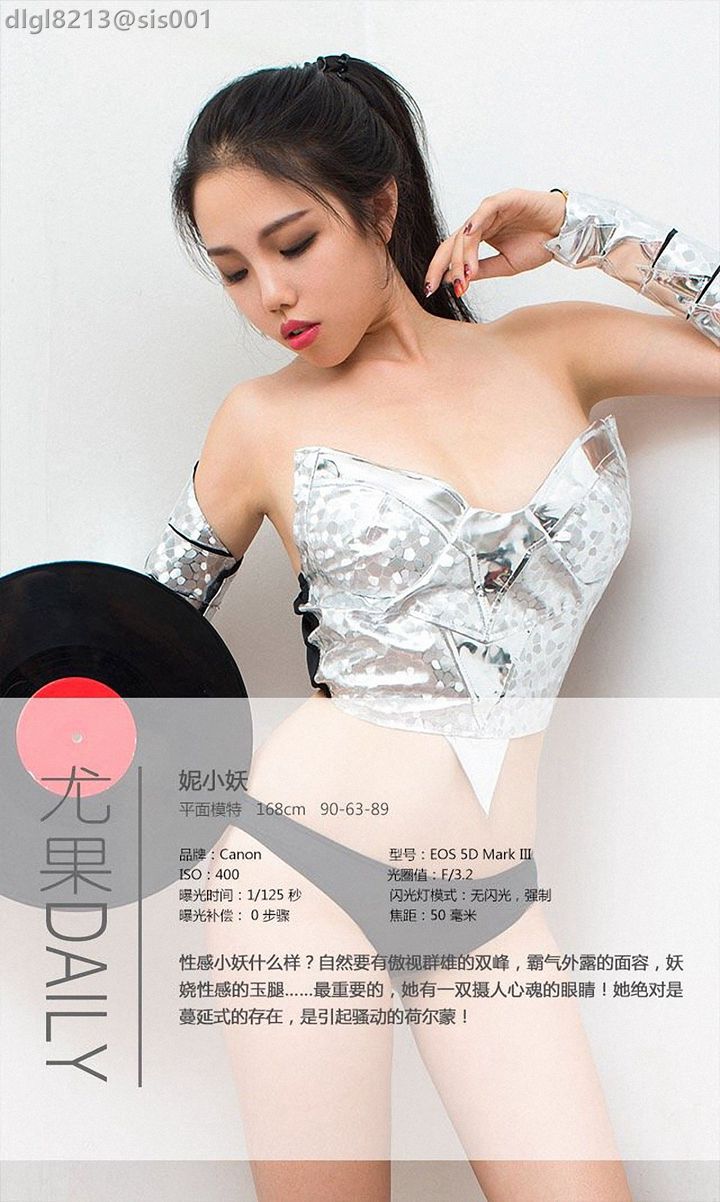 dlgl8213@sis001
尤果DAILY
妮小妖
平面模特 168cm 90-63-89
品牌：Canon 型号：EOS 5D Mark III
ISO：400 光圈值：F/3.2
曝光时间：1/125 秒 闪光灯模式：无闪光，强制
曝光补偿： 0 步骤 焦距：50 毫米
性感小妖什么样？自然要有傲视群雄的双峰，霸气外露的面容，妖
娆性感的玉腿……最重要的，她有一双摄人心魂的眼睛！她绝对是
蔓延式的存在，是引起骚动的荷尔蒙！